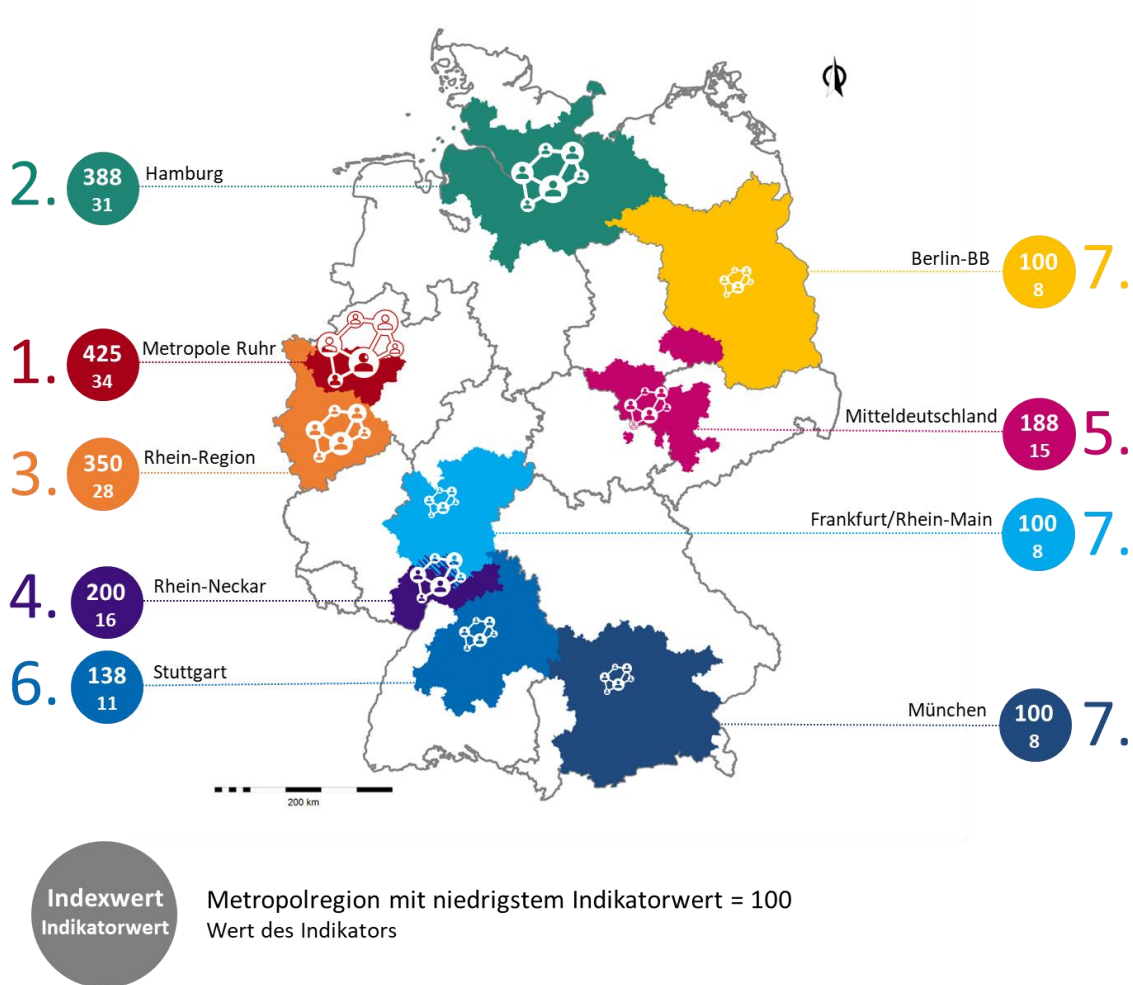 2.
388
31
Hamburg
Berlin-BB
100
8
7.
1.
425
34
Metropole Ruhr
Mitteldeutschland
188
15
5.
3.
350
28
Rhein-Region
Frankfurt/Rhein-Main
100
8
7.
4.
200
16
Rhein-Neckar
6.
138
11
Stuttgart
München
100
8
7.
200 km
Indexwert
Indikatorwert
Metropolregion mit niedrigstem Indikatorwert = 100
Wert des Indikators